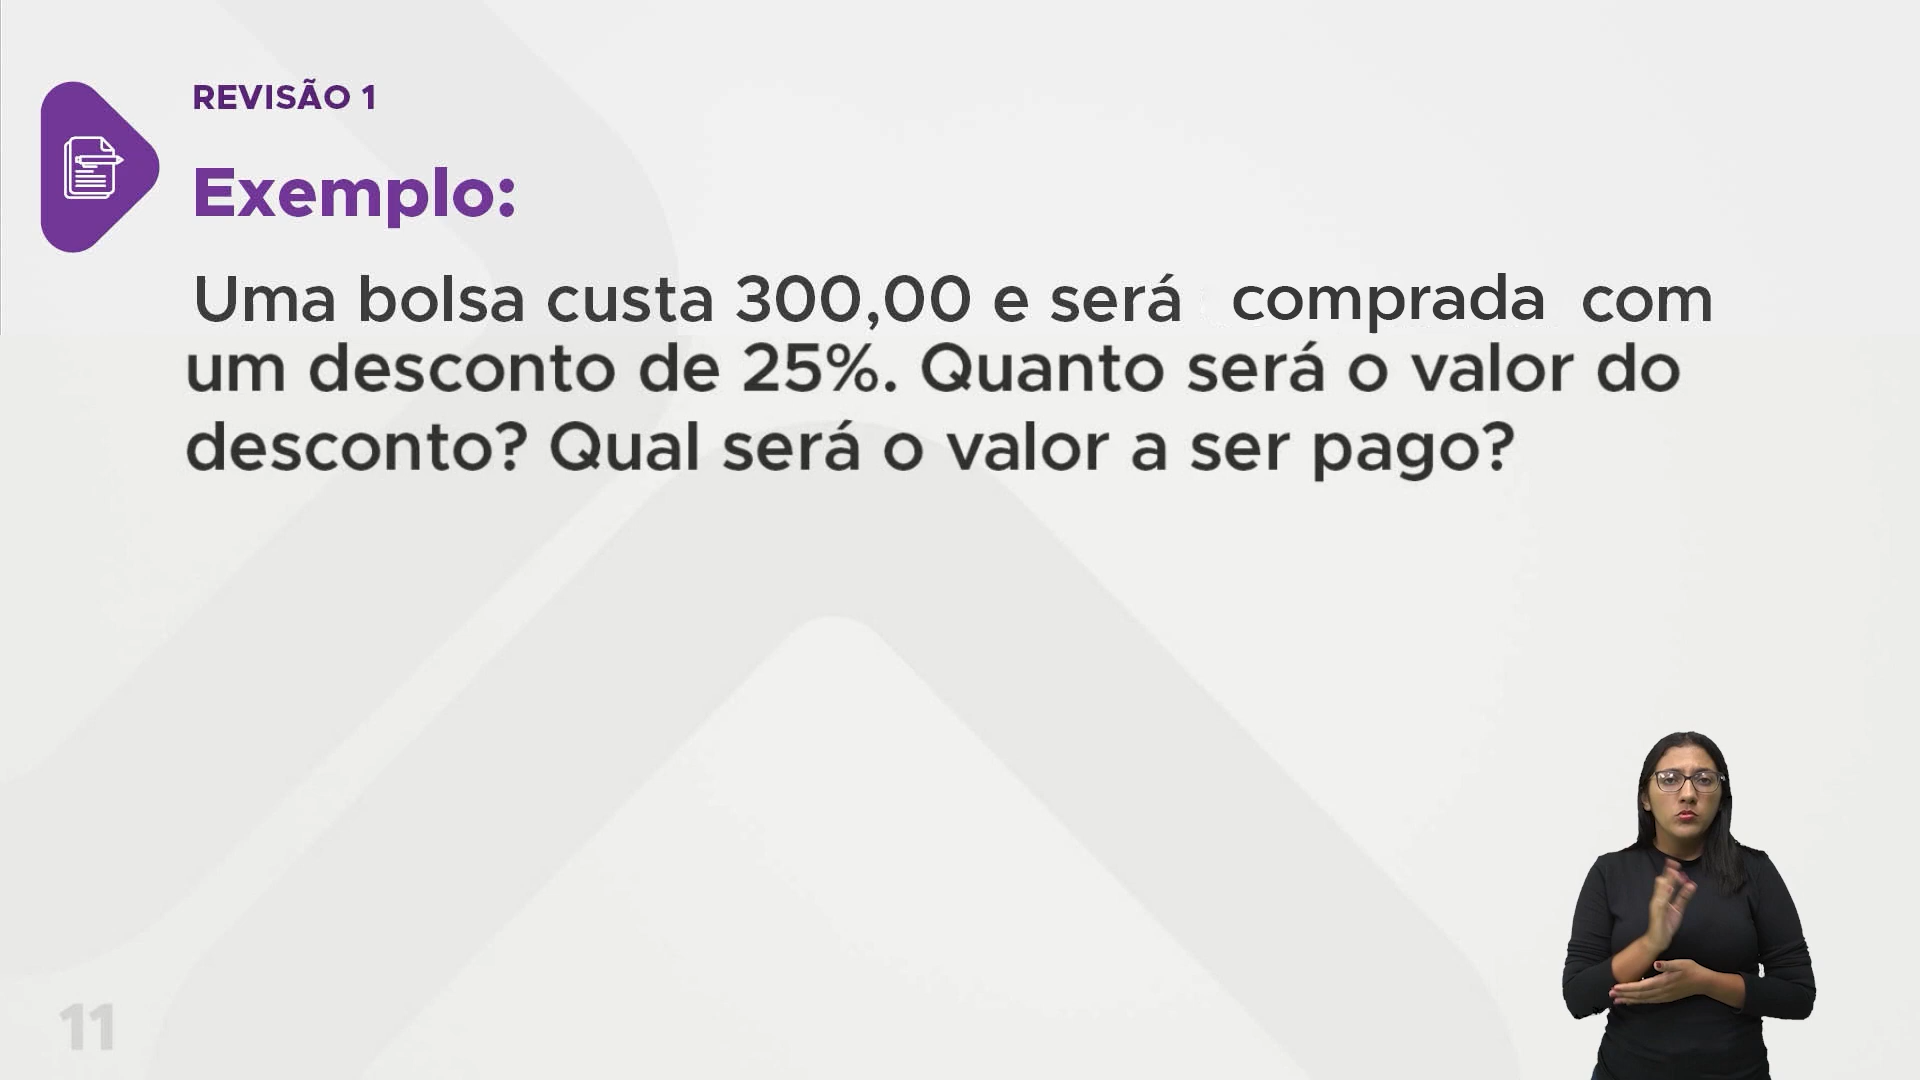 REVISÃO 1
Exemplo:
Uma bolsa custa 300,00 e será comprada com
um desconto de 25%. Quanto será o valor do
desconto? Qual será o valor a ser pago?
11